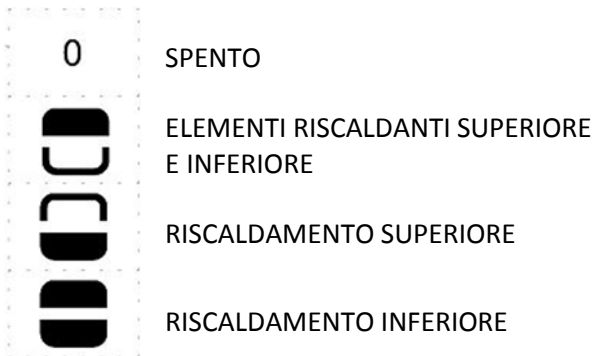 0 SPENTO
ELEMENTI RISCALDANTI SUPERIORE
E INFERIORE
RISCALDAMENTO SUPERIORE
RISCALDAMENTO INFERIORE